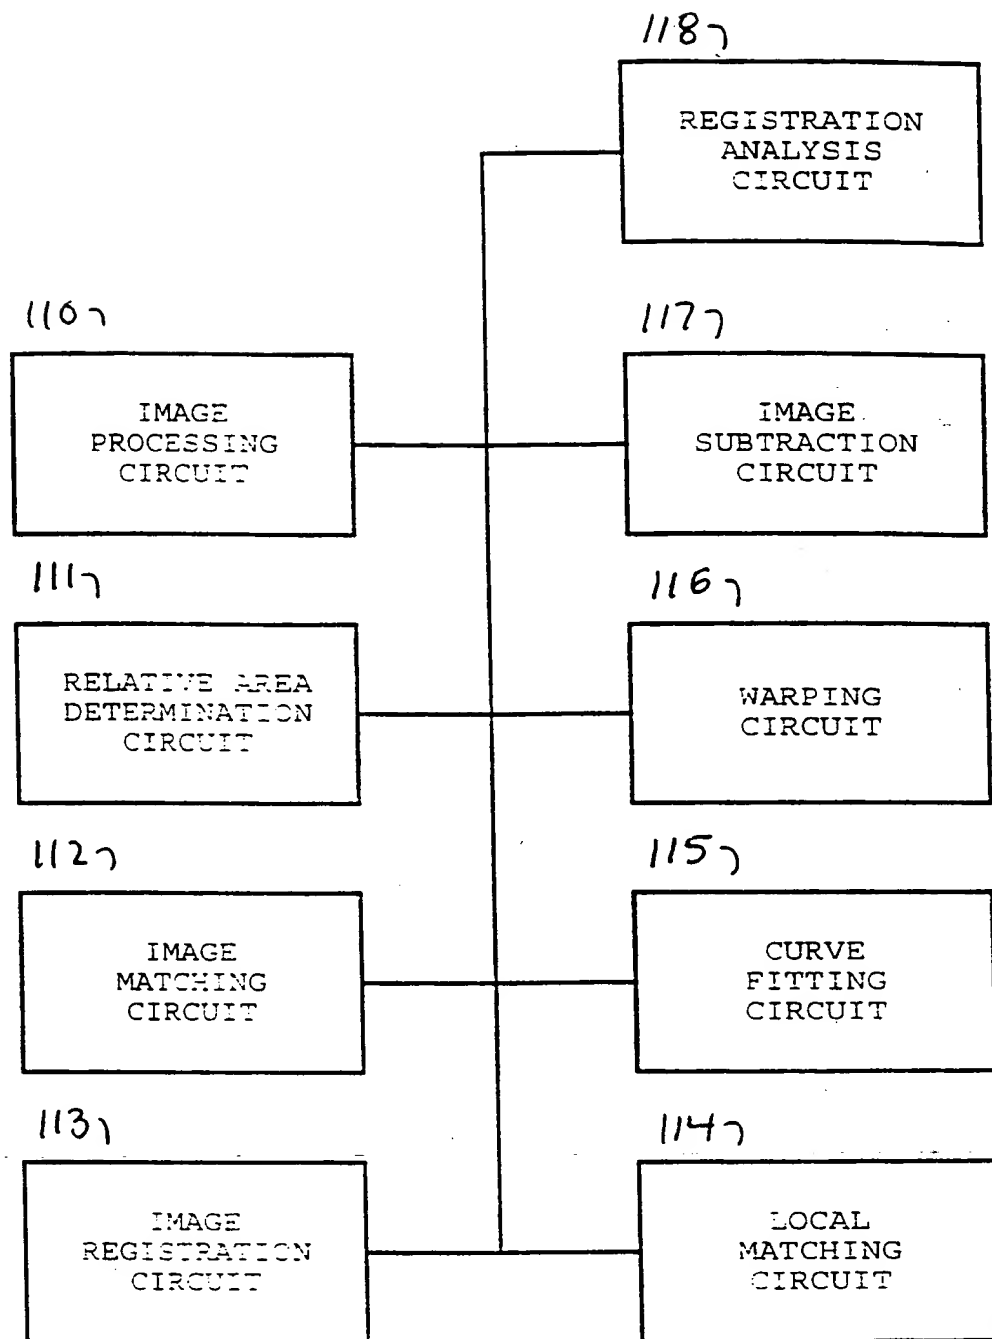 118
REGISTRATION
ANALYSIS
CIRCUIT
110
IMAGE
PROCESSING
CIRCUIT
117
IMAGE
SUBTRACTION
CIRCUIT
111
RELATIVE AREA
DETERMINATION
CIRCUIT
116
WARPING
CIRCUIT
112
IMAGE
MATCHING
CIRCUIT
115
CURVE
FITTING
CIRCUIT
113
IMAGE
REGISTRATION
CIRCUIT
114
LOCAL
MATCHING
CIRCUIT